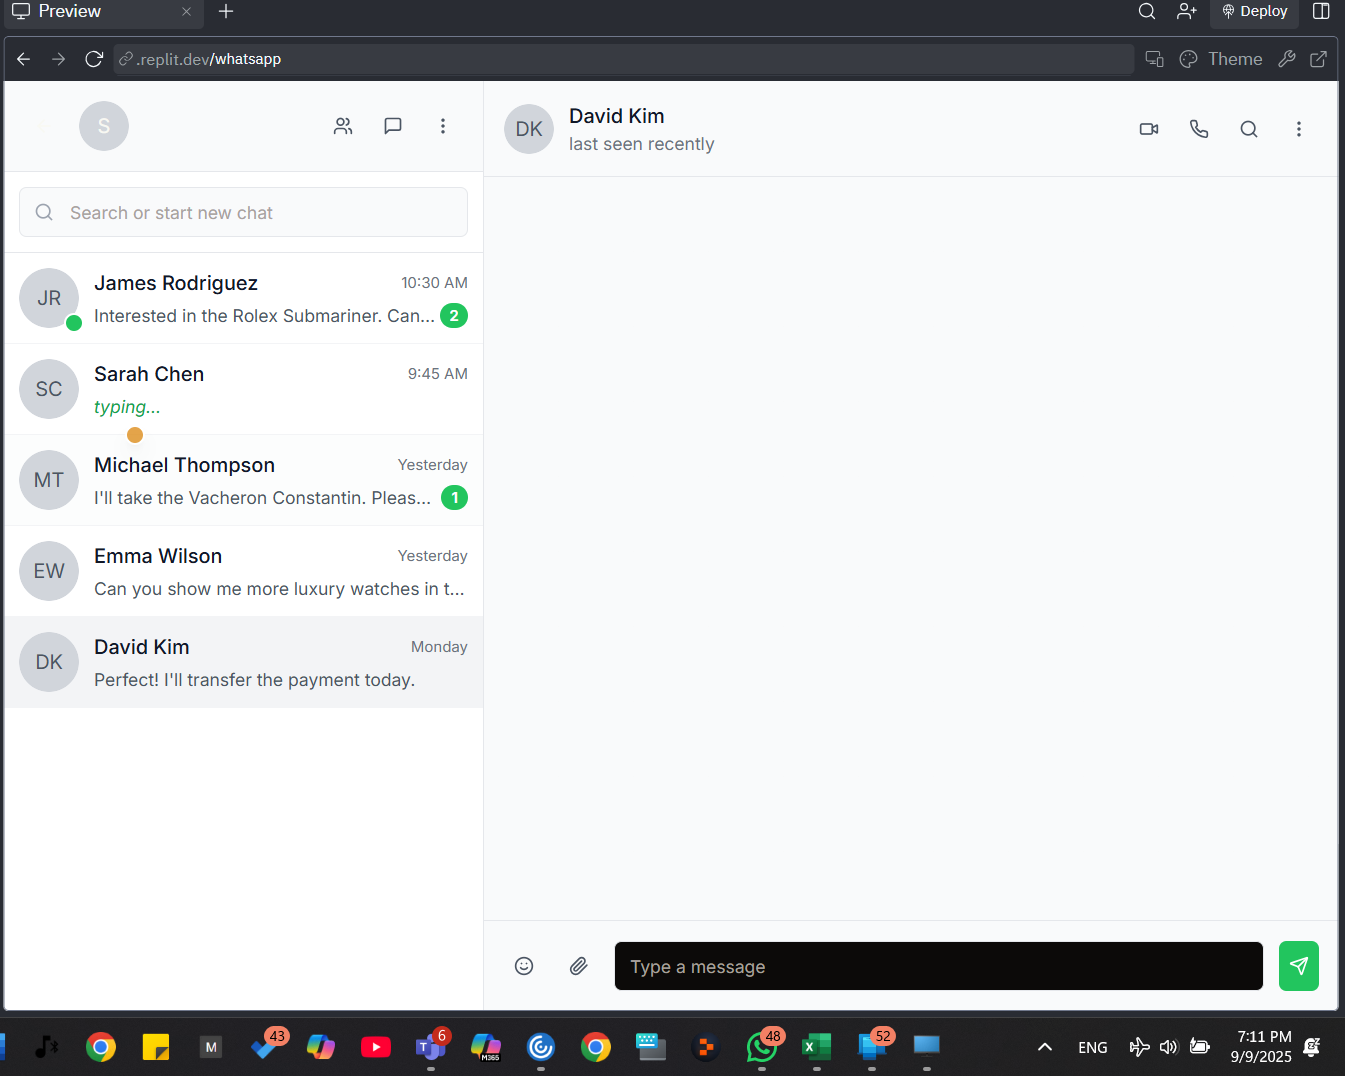 Preview
Deploy
.replit.dev/whatsapp
Theme
S
DK
David Kim
last seen recently
Search or start new chat
JR
James Rodriguez
10:30 AM
Interested in the Rolex Submariner. Can...
2
SC
Sarah Chen
9:45 AM
typing...
MT
Michael Thompson
Yesterday
I'll take the Vacheron Constantin. Pleas...
1
EW
Emma Wilson
Yesterday
Can you show me more luxury watches in t...
DK
David Kim
Monday
Perfect! I'll transfer the payment today.
Type a message
M
43
T
6
M365
48
X
52
ENG
7:11 PM
9/9/2025